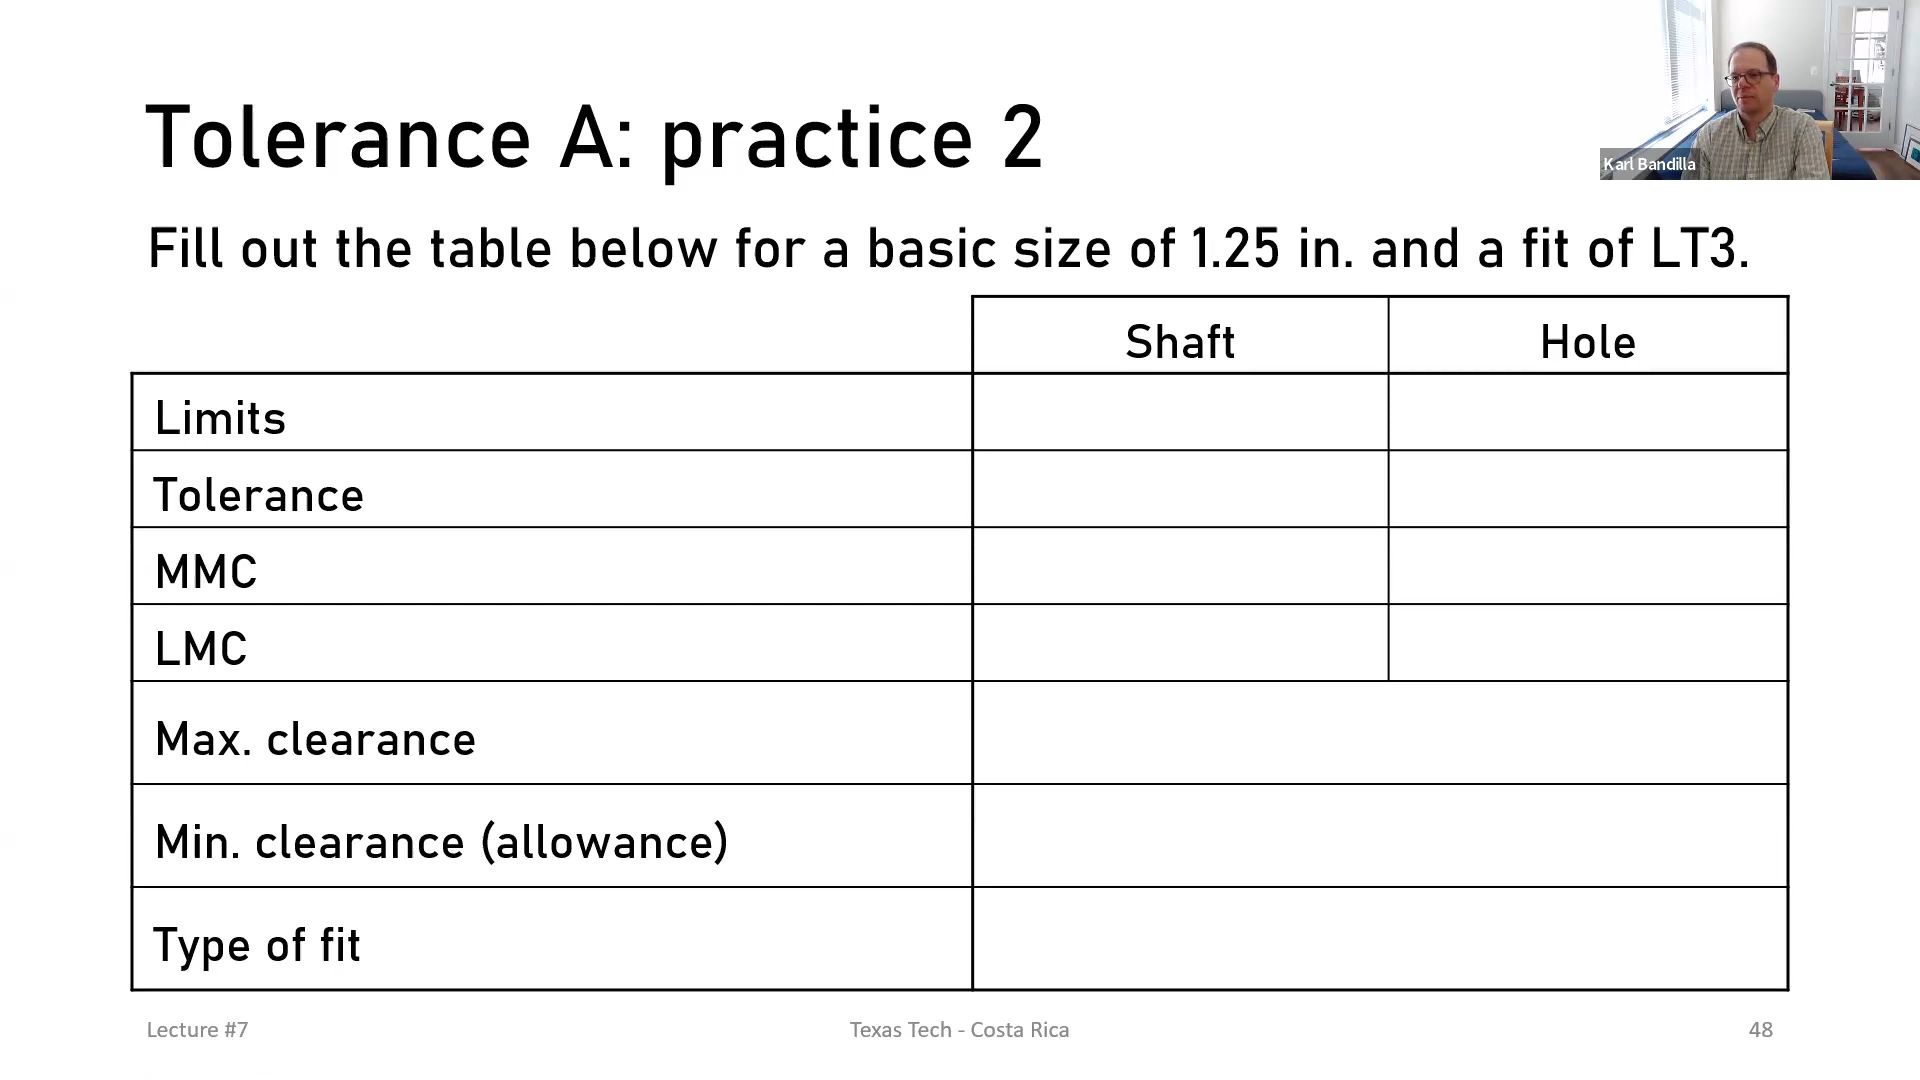 Tolerance A: practice 2
Karl Bandilla
Fill out the table below for a basic size of 1.25 in. and a fit of LT3.
Shaft Hole
Limits
Tolerance
MMC
LMC
Max. clearance
Min. clearance (allowance)
Type of fit
Lecture #7 Texas Tech - Costa Rica 48